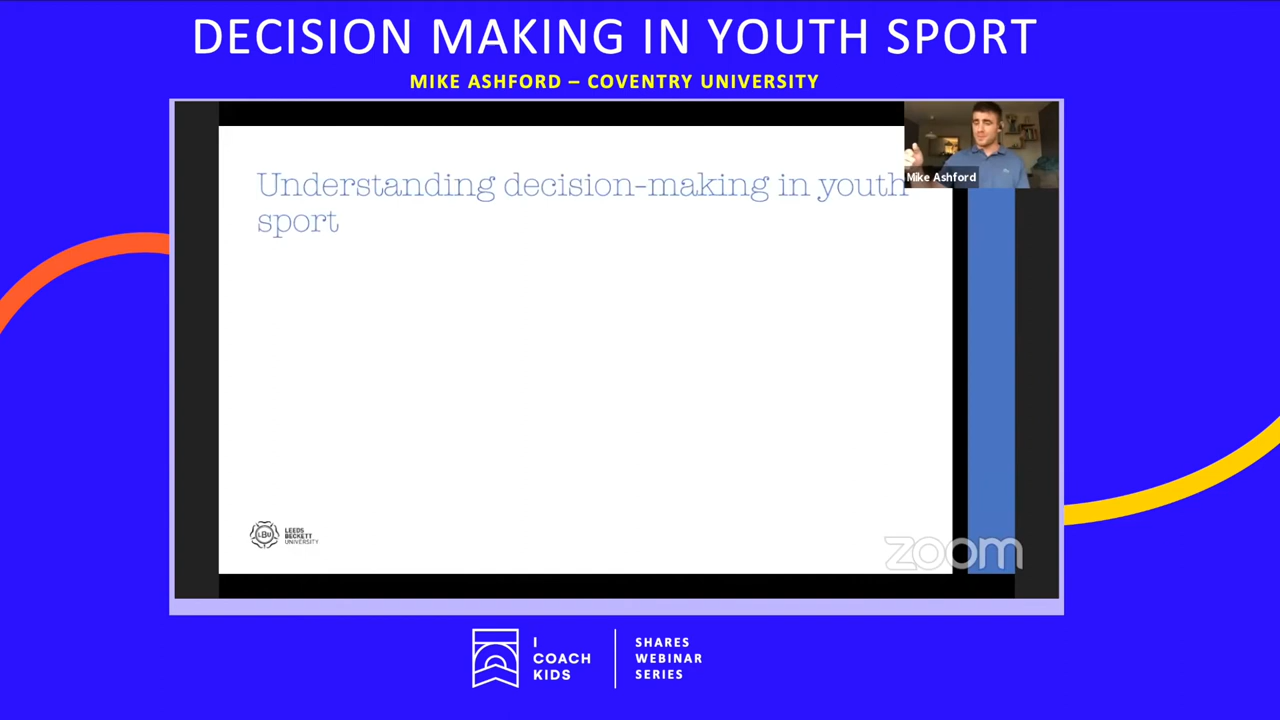 DECISION MAKING IN YOUTH SPORT
MIKE ASHFORD – COVENTRY UNIVERSITY
Mike Ashford
Understanding decision-making in youth
sport
LBU
LEEDS
BECKETT
UNIVERSITY
zoom
I
COACH
KIDS
SHARES
WEBINAR
SERIES